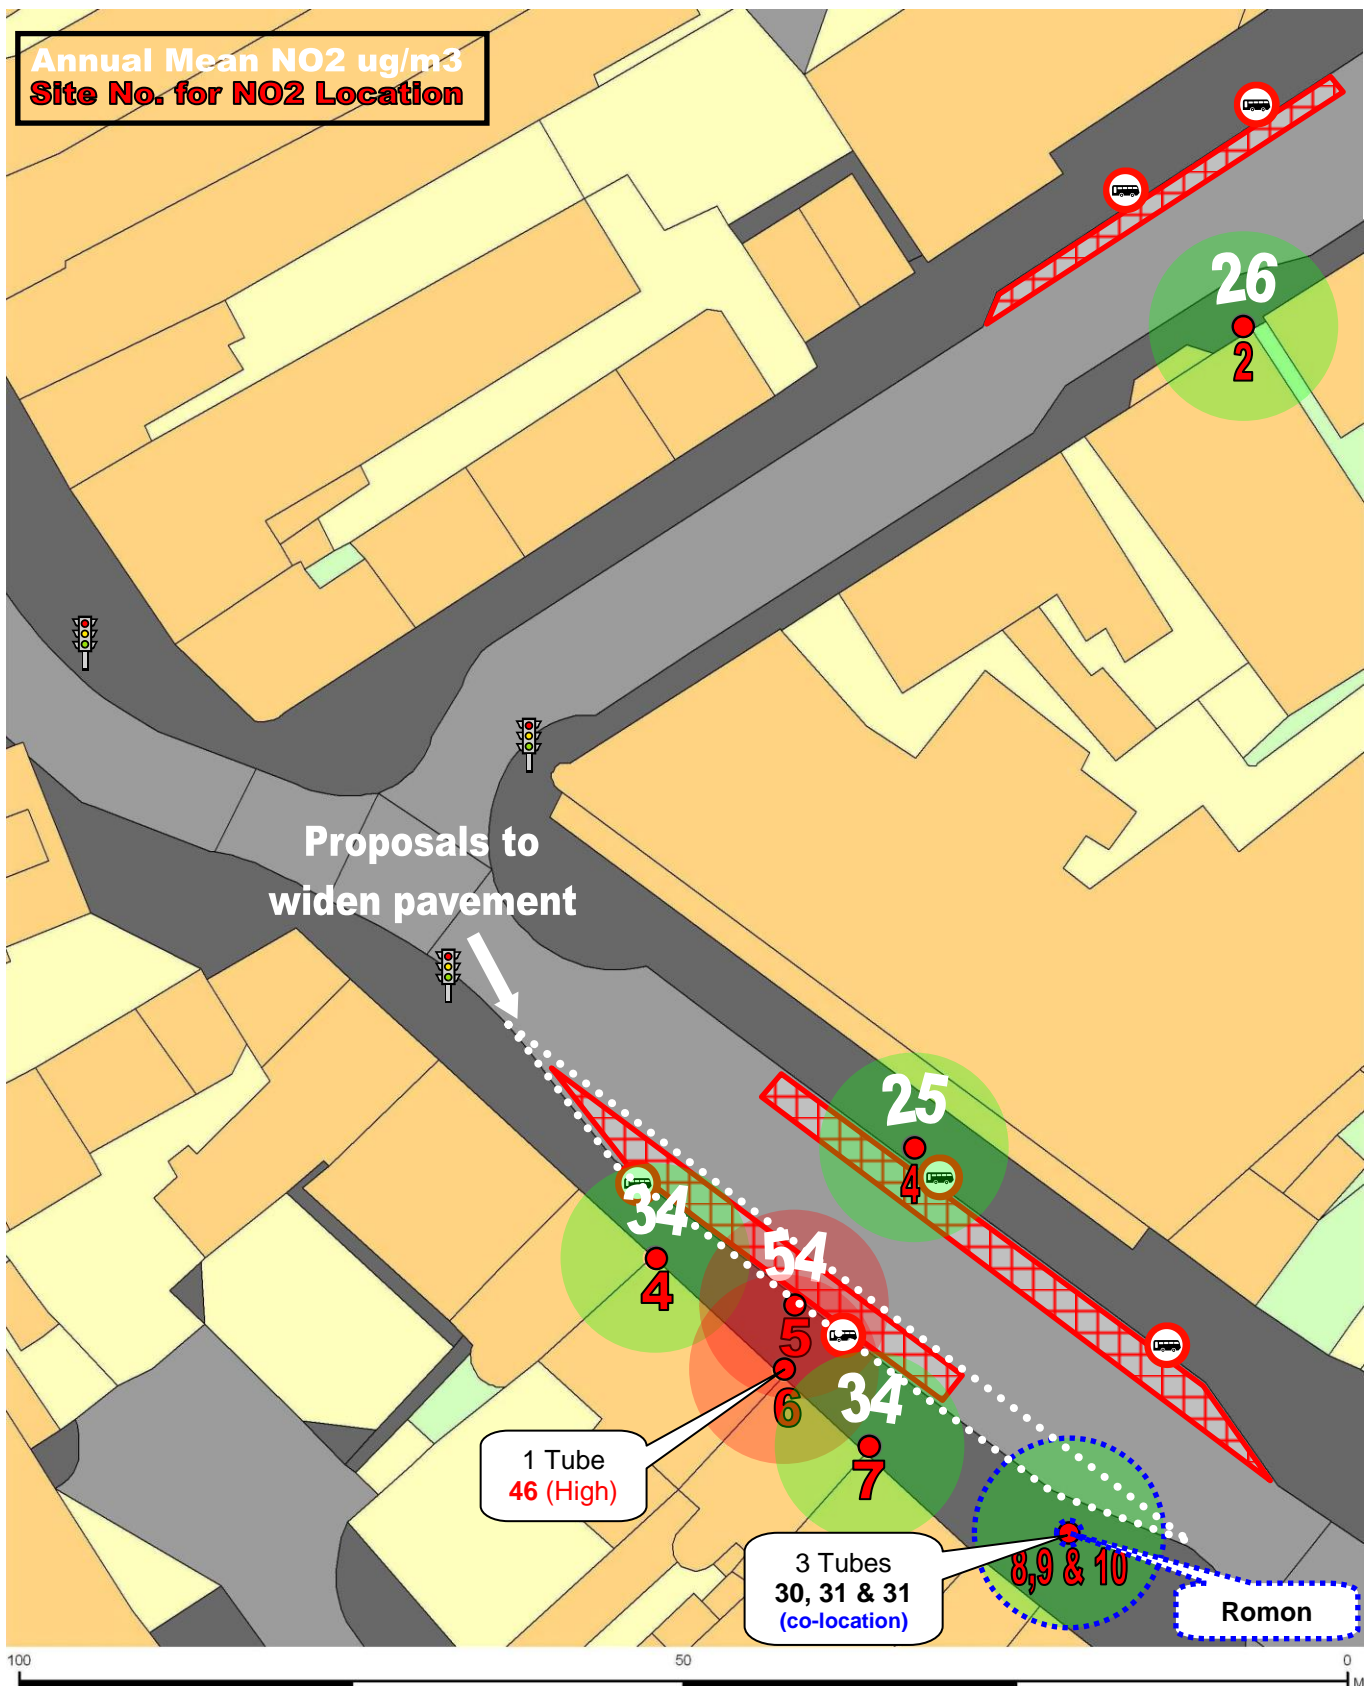 Annual Mean NO2 ug/m3
Site No. for NO2 Location
26
2
Proposals to
widen pavement
25
4
34
4
54
5
6
34
7
1 Tube
46 (High)
3 Tubes
30, 31 & 31
(co-location)
8,9 & 10
Romon
100
50
0
M